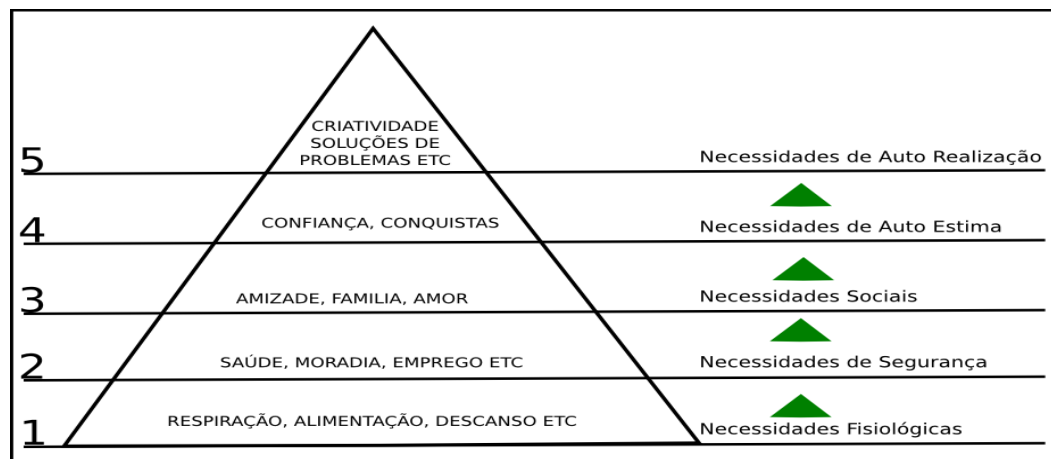 CRIATIVIDADE
SOLUÇÕES DE
PROBLEMAS ETC
5
Necessidades de Auto Realização
4
CONFIANÇA, CONQUISTAS
Necessidades de Auto Estima
3
AMIZADE, FAMILIA, AMOR
Necessidades Sociais
2
SAÚDE, MORADIA, EMPREGO ETC
Necessidades de Segurança
1
RESPIRAÇÃO, ALIMENTAÇÃO, DESCANSO ETC
Necessidades Fisiológicas